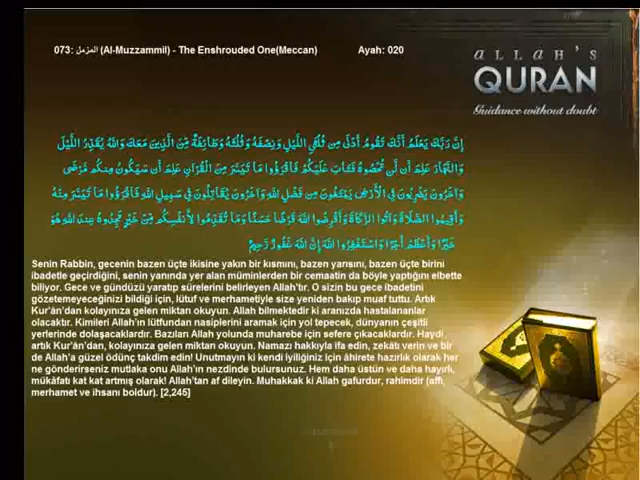 073: المزمل (Al-Muzzammil) - The Enshrouded One(Meccan) Ayah: 020
ALLAH'S
QURAN
Guidance without doubt
إِنَّ رَبَّكَ يَعْلَمُ أَنَّكَ تَقُومُ أَدْنَى مِن ثُلُثَيِ اللَّيْلِ وَنِصْفَهُ وَثُلُثَهُ وَطَائِفَةٌ مِّنَ الَّذِينَ مَعَكَ وَاللَّهُ يُقَدِّرُ اللَّيْلَ
وَالنَّهَارَ عَلِمَ أَن لَّن تُحْصُوهُ فَتَابَ عَلَيْكُمْ فَاقْرَؤُوا مَا تَيَسَّرَ مِنَ الْقُرْآنِ عَلِمَ أَن سَيَكُونُ مِنكُم مَّرْضَى
وَآخَرُونَ يَضْرِبُونَ فِي الْأَرْضِ يَبْتَغُونَ مِن فَضْلِ اللَّهِ وَآخَرُونَ يُقَاتِلُونَ فِي سَبِيلِ اللَّهِ فَاقْرَؤُوا مَا تَيَسَّرَ مِنْهُ
وَأَقِيمُوا الصَّلَاةَ وَآتُوا الزَّكَاةَ وَأَقْرِضُوا اللَّهَ قَرْضًا حَسَنًا وَمَا تُقَدِّمُوا لِأَنفُسِكُم مِّنْ خَيْرٍ تَجِدُوهُ عِندَ اللَّهِ هُوَ
خَيْرًا وَأَعْظَمَ أَجْرًا وَاسْتَغْفِرُوا اللَّهَ إِنَّ اللَّهَ غَفُورٌ رَّحِيمٌ
Senin Rabbin, gecenin bazen üçte ikisine yakın bir kısmını, bazen yarısını, bazen üçte birini
ibadetle geçirdiğini, senin yanında yer alan müminlerden bir cemaatin da böyle yaptığını elbette
biliyor. Gece ve gündüzü yaratıp sürelerini belirleyen Allah'tır. O sizin bu gece ibadetini
gözetemeyeceğinizi bildiği için, lütuf ve merhametiyle size yeniden bakıp muaf tuttu. Artık
Kur'ân'dan kolayınıza gelen miktarı okuyun. Allah bilmektedir ki aranızda hastalananlar
olacaktır. Kimileri Allah'ın lütfundan nasiplerini aramak için yol tepecek, dünyanın çeşitli
yerlerinde dolaşacaklardır. Bazıları Allah yolunda muharebe için sefere çıkacaklardır. Haydi
artık Kur'ân'dan, kolayınıza gelen miktarı okuyun. Namazı hakkıyla ifa edin, zekâtı verin ve bir
de Allah'a güzel ödünç takdim edin! Unutmayın ki kendi iyiliğiniz için âhirete hazırlık olarak her
ne gönderirseniz mutlaka onu Allah'ın nezdinde bulursunuz. Hem daha üstün ve daha hayırlı,
mükâfatı kat kat artmış olarak! Allah'tan af dileyin. Muhakkak ki Allah gafurdur, rahimdir (affı,
merhamet ve ihsanı boldur). [2,245]